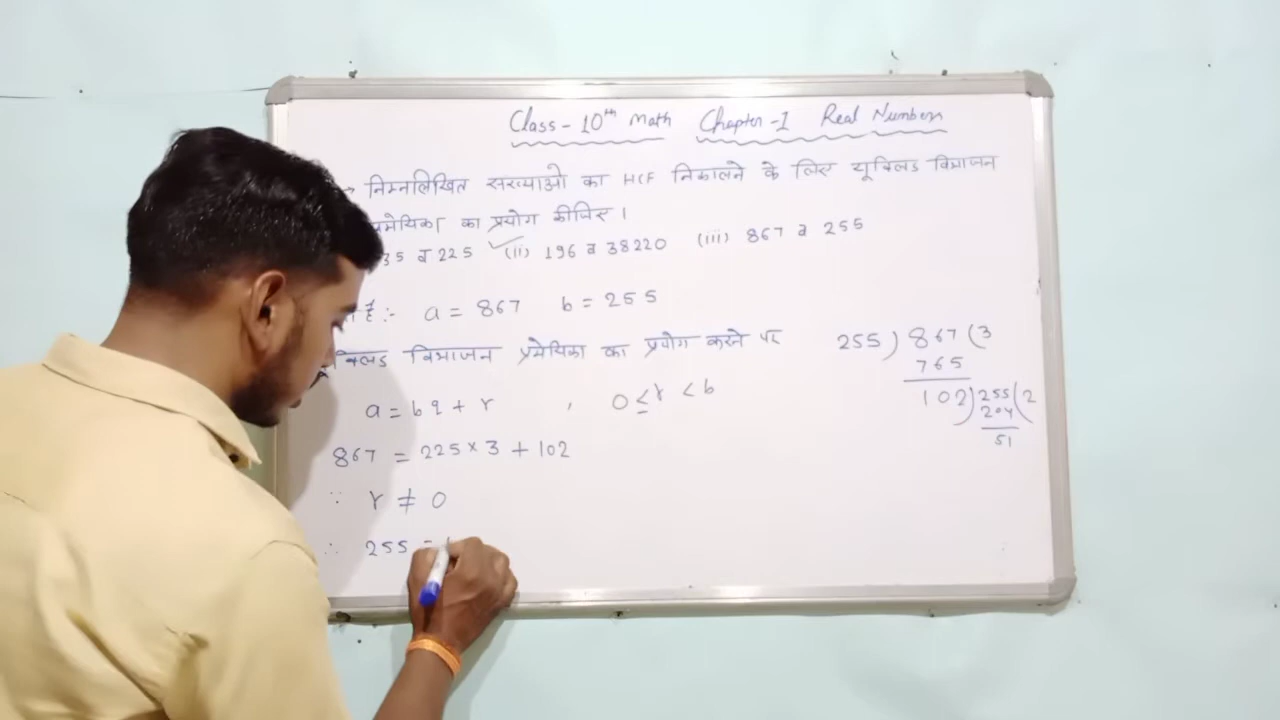 Class - 10th Math Chapter - 1 Real Numbers
→ निम्नलिखित संख्याओ का HCF निकालने के लिए यूक्लिड विभाजन
प्रमेयिका का प्रयोग कीजिए ।
35 व 225 ✓(ii) 196 व 38220 (iii) 867 व 255
है :- a = 867 b = 255
विभाजन प्रमेयिका का प्रयोग करने पर
a = bq + r , 0 ≤ r < b
867 = 225 × 3 + 102
∵ r ≠ 0
∴ 255 =
255 ) 867 ( 3
765
102 ) 255 ( 2
204
51